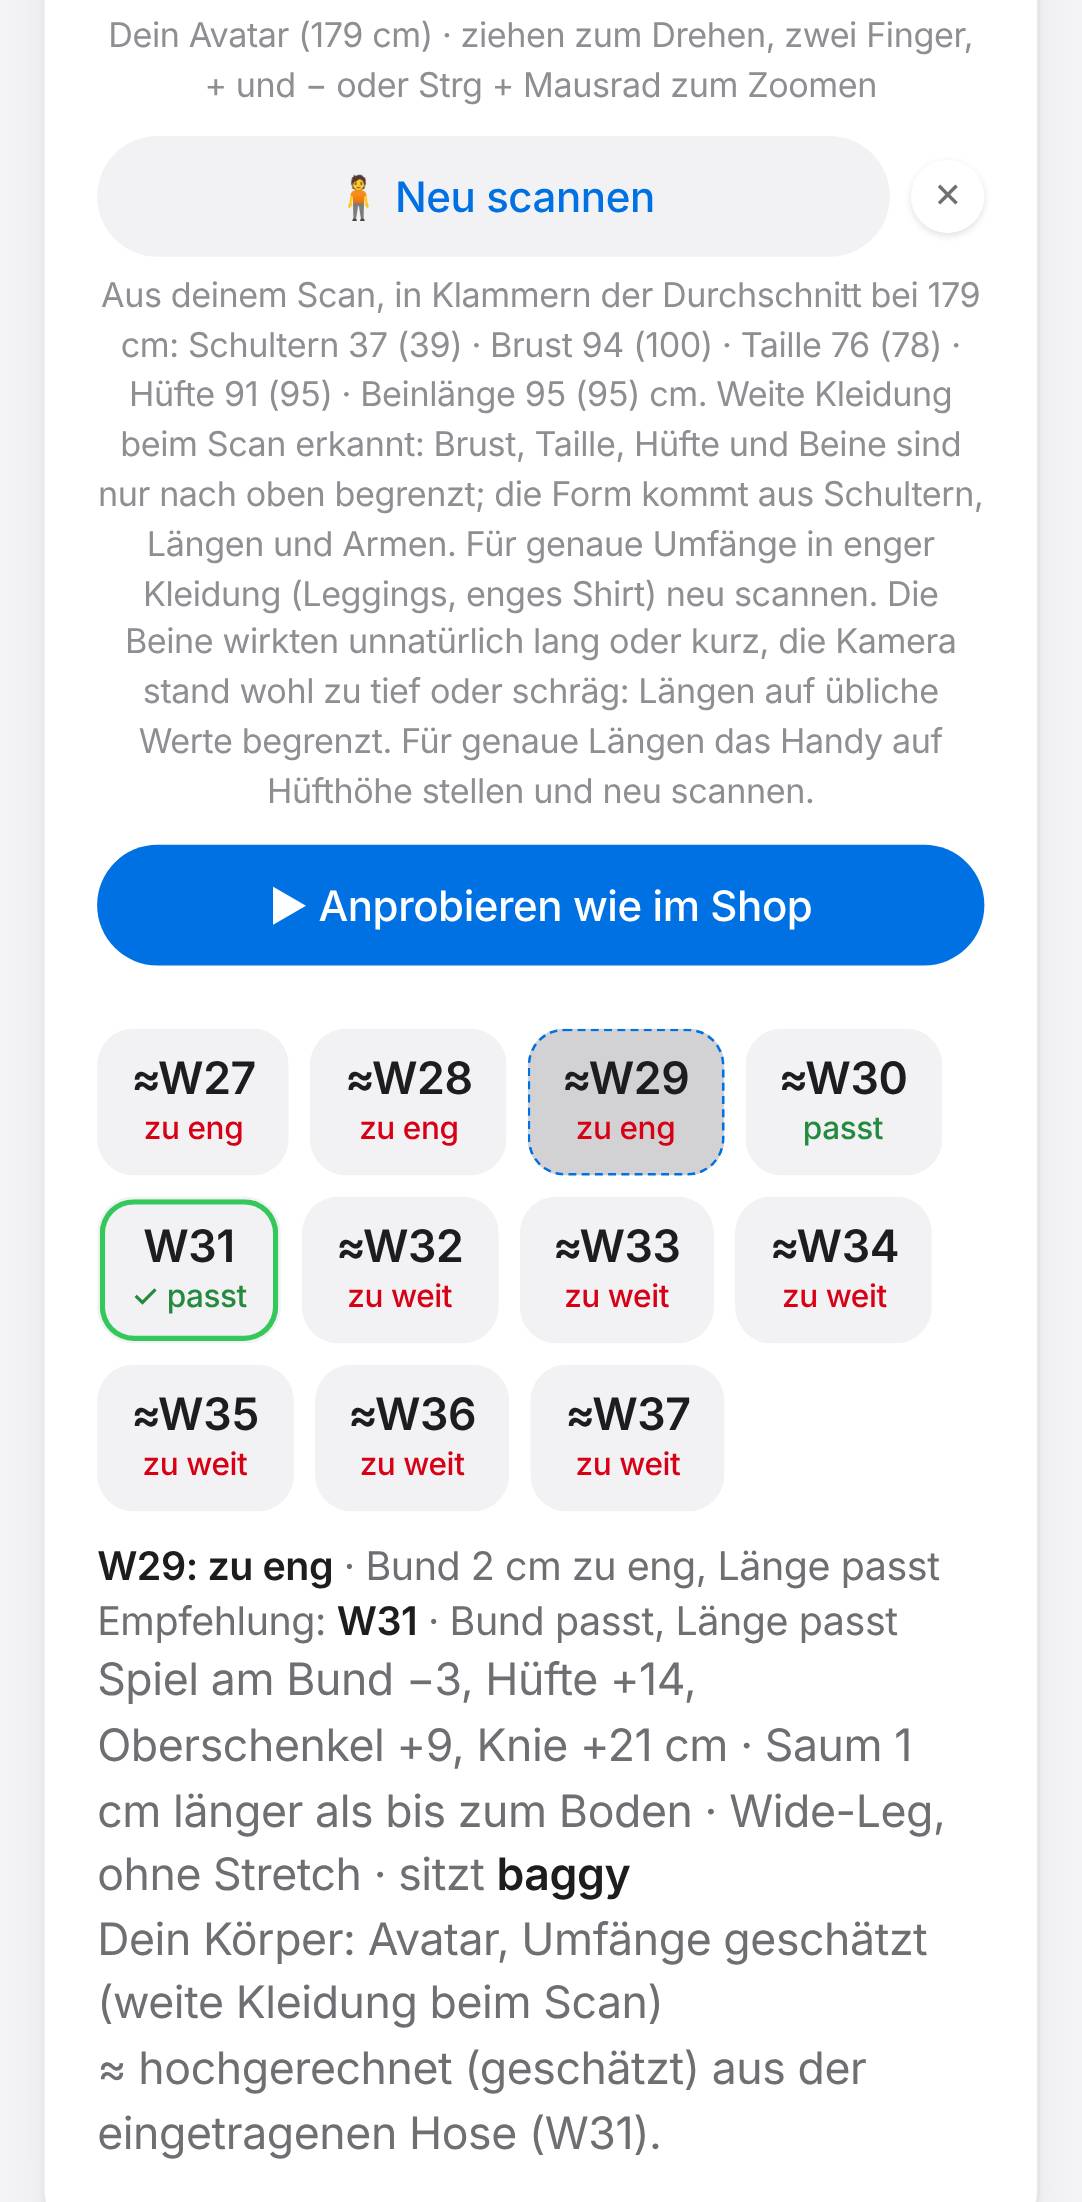 Dein Avatar (179 cm) · ziehen zum Drehen, zwei Finger,
+ und − oder Strg + Mausrad zum Zoomen
Neu scannen
×
Aus deinem Scan, in Klammern der Durchschnitt bei 179
cm: Schultern 37 (39) · Brust 94 (100) · Taille 76 (78) ·
Hüfte 91 (95) · Beinlänge 95 (95) cm. Weite Kleidung
beim Scan erkannt: Brust, Taille, Hüfte und Beine sind
nur nach oben begrenzt; die Form kommt aus Schultern,
Längen und Armen. Für genaue Umfänge in enger
Kleidung (Leggings, enges Shirt) neu scannen. Die
Beine wirkten unnatürlich lang oder kurz, die Kamera
stand wohl zu tief oder schräg: Längen auf übliche
Werte begrenzt. Für genaue Längen das Handy auf
Hüfthöhe stellen und neu scannen.
▶ Anprobieren wie im Shop
≈W27 ≈W28 ≈W29 ≈W30
zu eng zu eng zu eng passt
W31 ≈W32 ≈W33 ≈W34
✓ passt zu weit zu weit zu weit
≈W35 ≈W36 ≈W37
zu weit zu weit zu weit
W29: zu eng · Bund 2 cm zu eng, Länge passt
Empfehlung: W31 · Bund passt, Länge passt
Spiel am Bund −3, Hüfte +14,
Oberschenkel +9, Knie +21 cm · Saum 1
cm länger als bis zum Boden · Wide-Leg,
ohne Stretch · sitzt baggy
Dein Körper: Avatar, Umfänge geschätzt
(weite Kleidung beim Scan)
≈ hochgerechnet (geschätzt) aus der
eingetragenen Hose (W31).